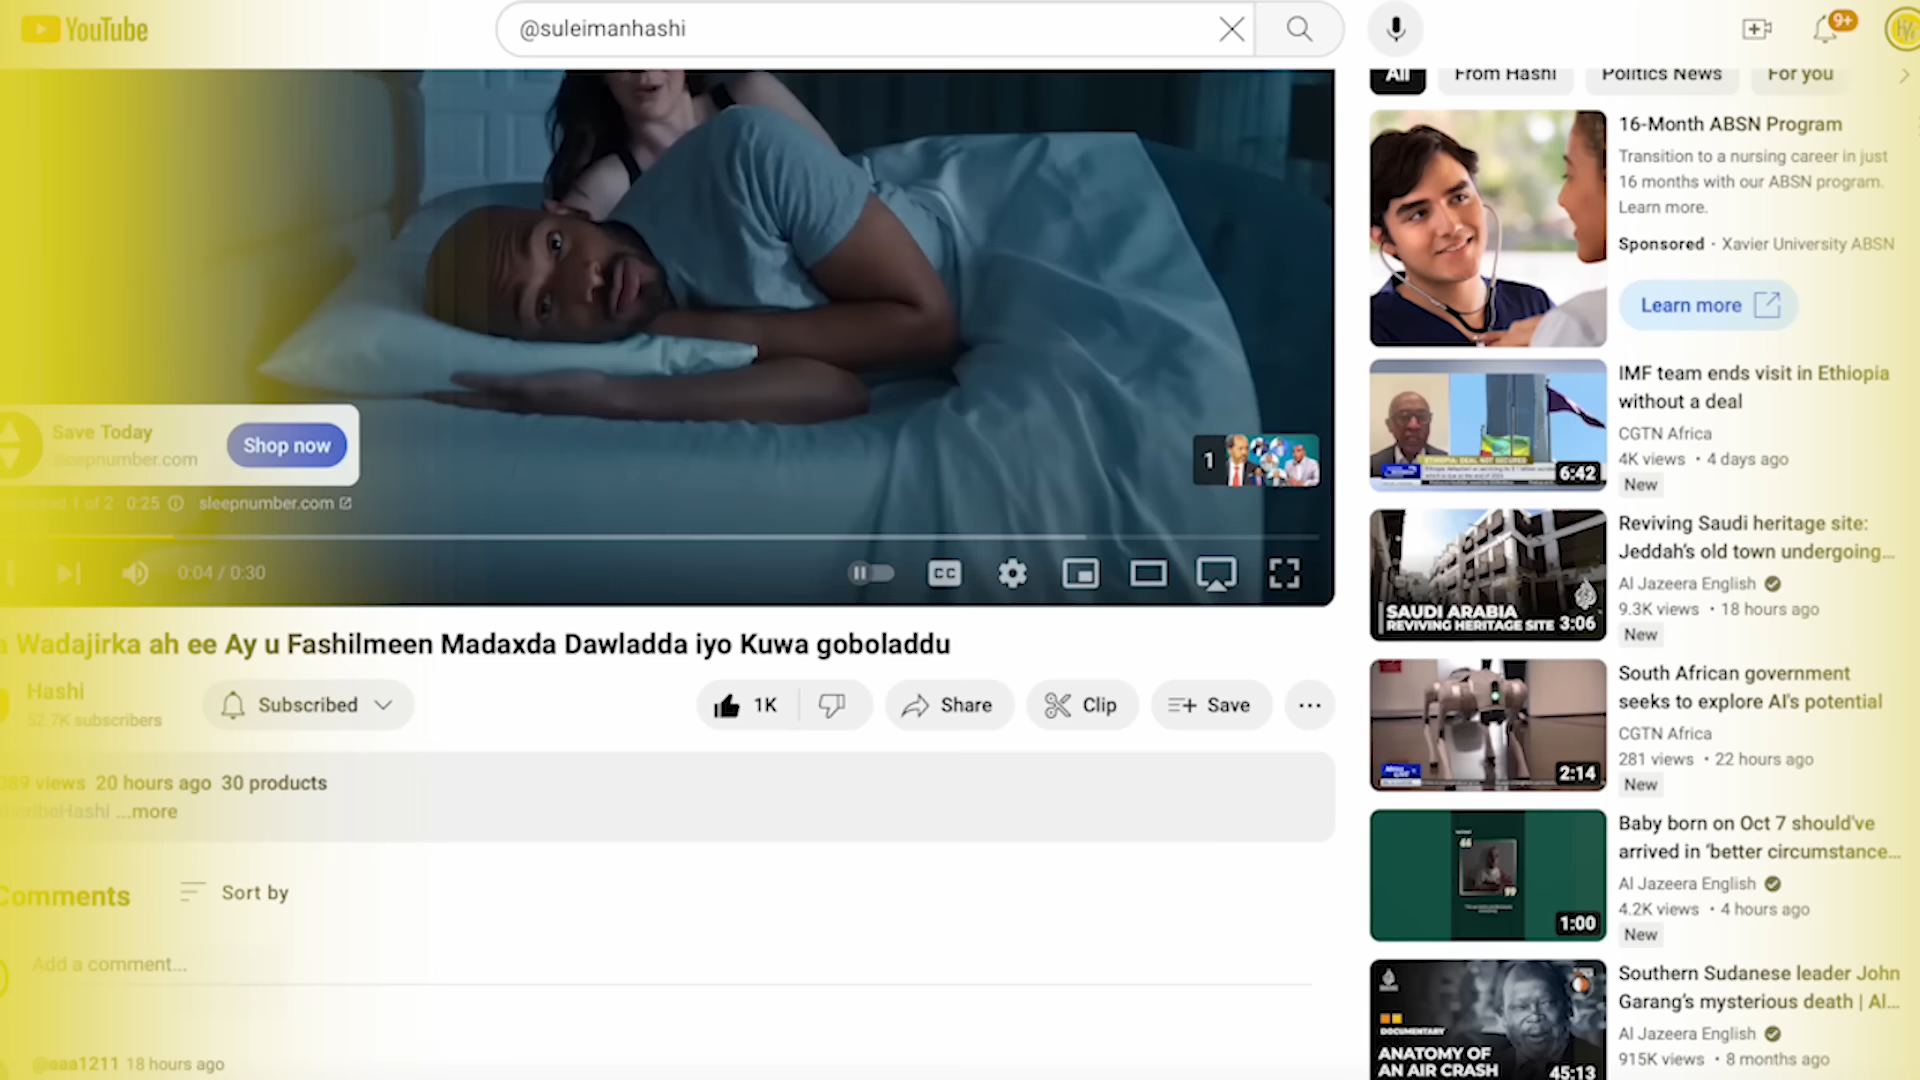 YouTube
@suleimanhashi
9+
All
From Hashi
Politics News
For you
Save Today
sleepnumber.com
Shop now
1 of 2 0:25 sleepnumber.com
1
0:04 / 0:30
CC
Wadajirka ah ee Ay u Fashilmeen Madaxda Dawladda iyo Kuwa goboladdu
Hashi
52.7K subscribers
Subscribed
1K
Share
Clip
Save
views 20 hours ago 30 products
...more
Comments
Sort by
Add a comment...
@aaa1211 18 hours ago
16-Month ABSN Program
Transition to a nursing career in just
16 months with our ABSN program.
Learn more.
Sponsored · Xavier University ABSN
Learn more
6:42
IMF team ends visit in Ethiopia
without a deal
CGTN Africa
4K views • 4 days ago
New
SAUDI ARABIA
REVIVING HERITAGE SITE 3:06
Reviving Saudi heritage site:
Jeddah's old town undergoing...
Al Jazeera English
9.3K views • 18 hours ago
New
2:14
South African government
seeks to explore AI's potential
CGTN Africa
281 views • 22 hours ago
New
1:00
Baby born on Oct 7 should've
arrived in 'better circumstance...
Al Jazeera English
4.2K views • 4 hours ago
New
DOCUMENTARY
ANATOMY OF
AN AIR CRASH
45:13
Southern Sudanese leader John
Garang's mysterious death | Al...
Al Jazeera English
915K views • 8 months ago